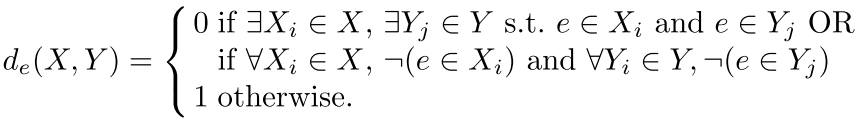 d_e(X, Y) = { 0 if ∃X_i ∈ X, ∃Y_j ∈ Y s.t. e ∈ X_i and e ∈ Y_j OR
if ∀X_i ∈ X, ¬(e ∈ X_i) and ∀Y_i ∈ Y, ¬(e ∈ Y_j)
1 otherwise.